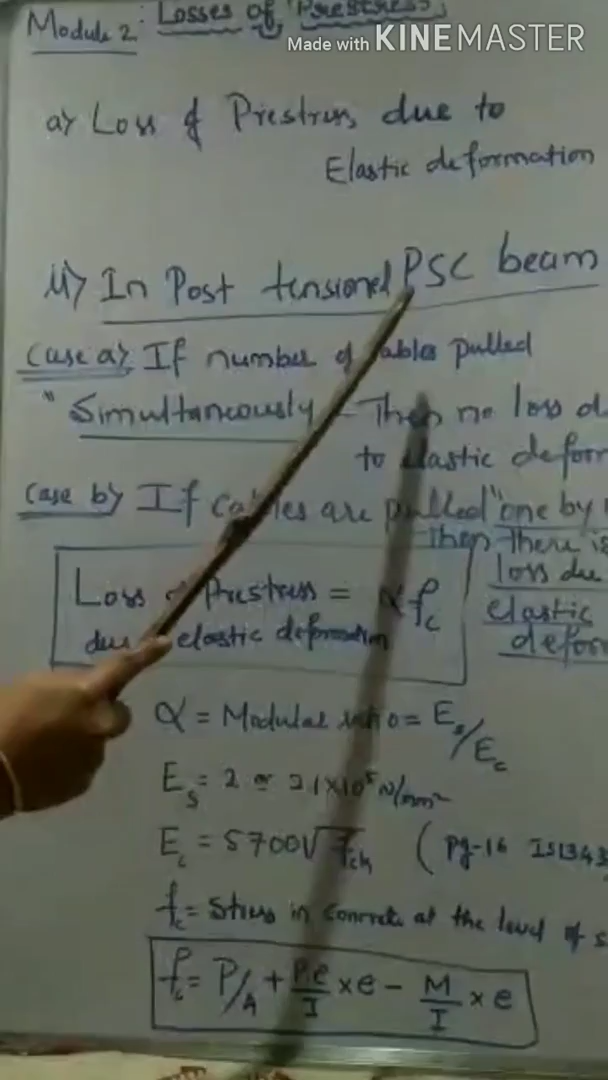 Module 2: Losses of Prestress,
Made with KINEMASTER
a) Loss of Prestress due to
Elastic deformation
ii) In Post tensioned PSC beam
Case a) If number of cables pulled
"Simultaneously - Then no loss d
to elastic defor
Case b) If cables are pulled "one by
then there is
Loss of Prestress = αfc
due elastic deformation
loss due
elastic
defor
α = Modular ratio = Es/Ec
Es = 2 or 2.1×10⁵ N/mm²
Ec = 5700√fck (Pg-16 IS1343
fc = Stress in concrete at the level of s
fc = P/A + P.e/I × e - M/I × e